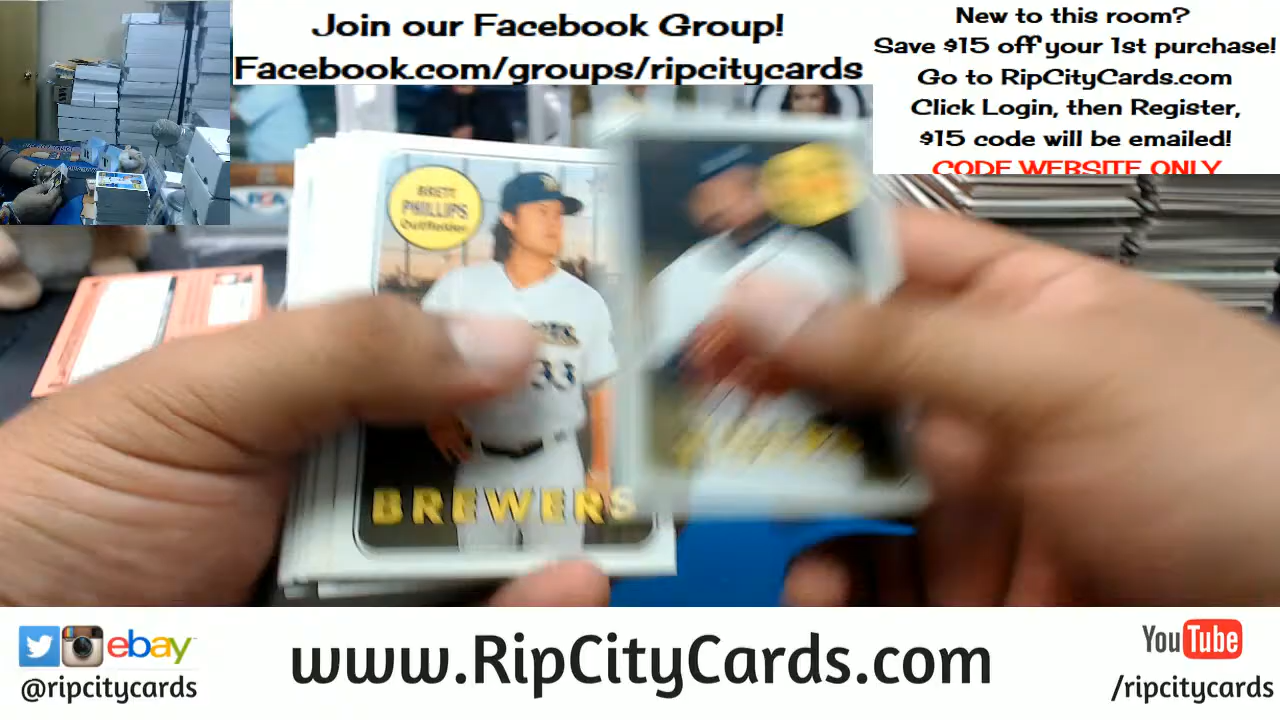 Join our Facebook Group!
Facebook.com/groups/ripcitycards
New to this room?
Save $15 off your 1st purchase!
Go to RipCityCards.com
Click Login, then Register,
$15 code will be emailed!
CODE WEBSITE ONLY
BRETT
PHILLIPS
Outfielder
33
BREWERS
ebay
@ripcitycards
www.RipCityCards.com
YouTube
/ripcitycards